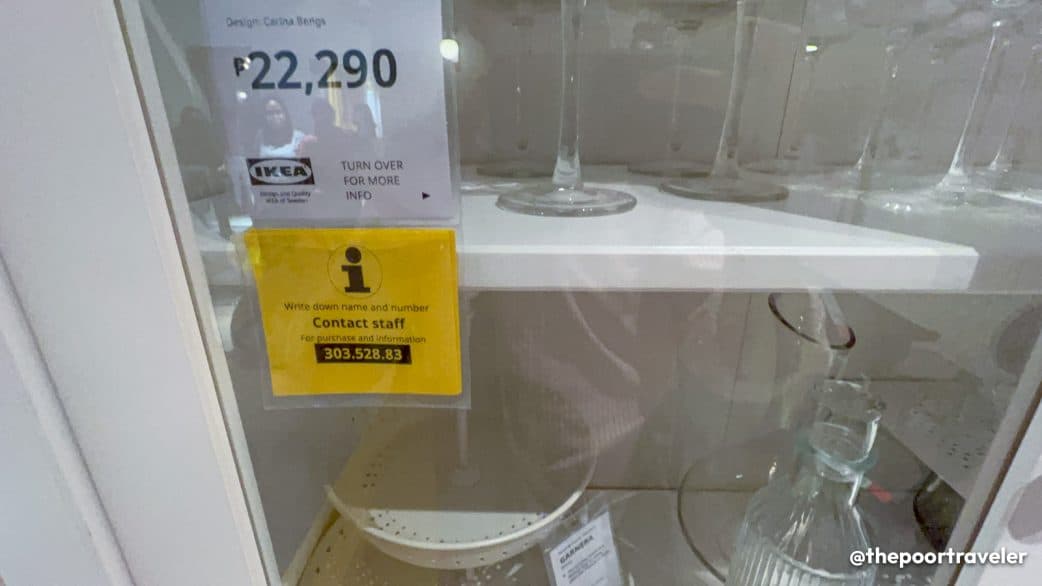 Design: Carina Bengs
₱22,290
IKEA
Design and Quality
IKEA of Sweden
TURN OVER
FOR MORE
INFO
i
Write down name and number
Contact staff
For purchase and information
303.528.83
GARNERA
@thepoortraveler